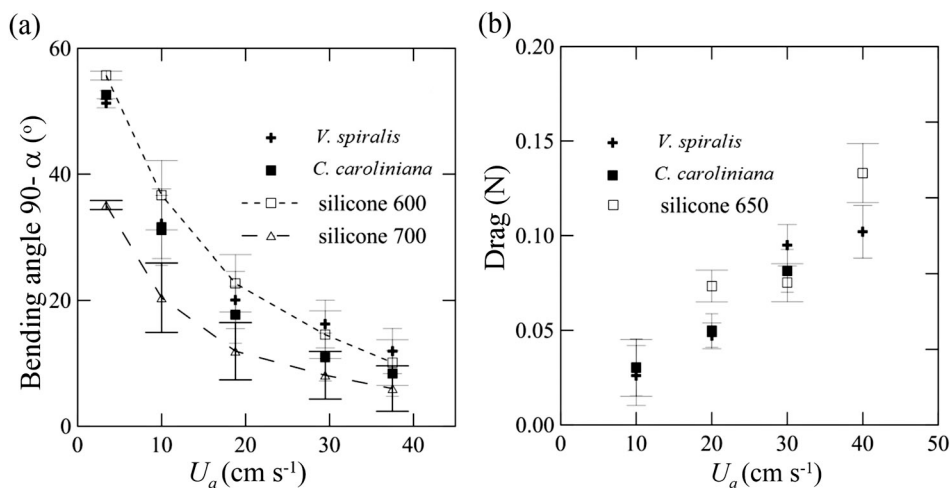 (a)
(b)
Bending angle 90- α (º)
60
40
20
0
V. spiralis
C. caroliniana
silicone 600
silicone 700
0 10 20 30 40
Ua (cm s-1)
Drag (N)
0.20
0.15
0.10
0.05
0.00
V. spiralis
C. caroliniana
silicone 650
0 10 20 30 40 50
Ua (cm s-1)